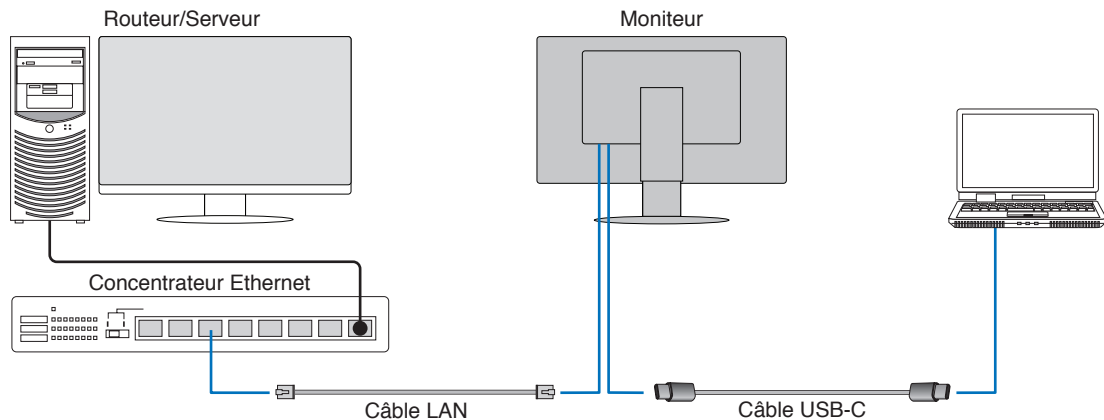 Routeur/Serveur
Moniteur
Concentrateur Ethernet
Câble LAN
Câble USB-C